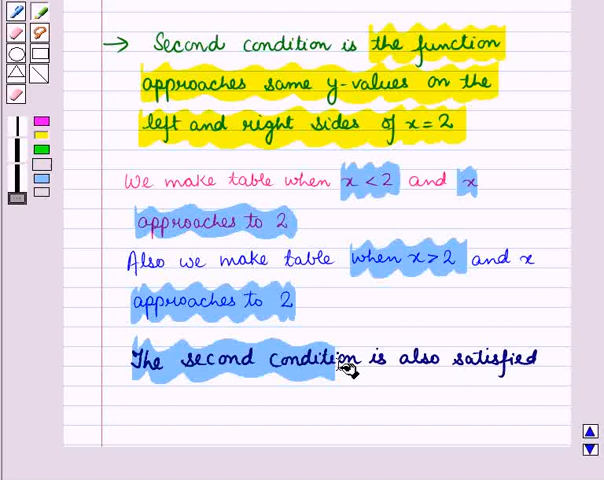 → Second condition is the function
approaches same y-values on the
left and right sides of x = 2
We make table when x < 2 and x
approaches to 2
Also we make table when x > 2 and x
approaches to 2
The second condition is also satisfied